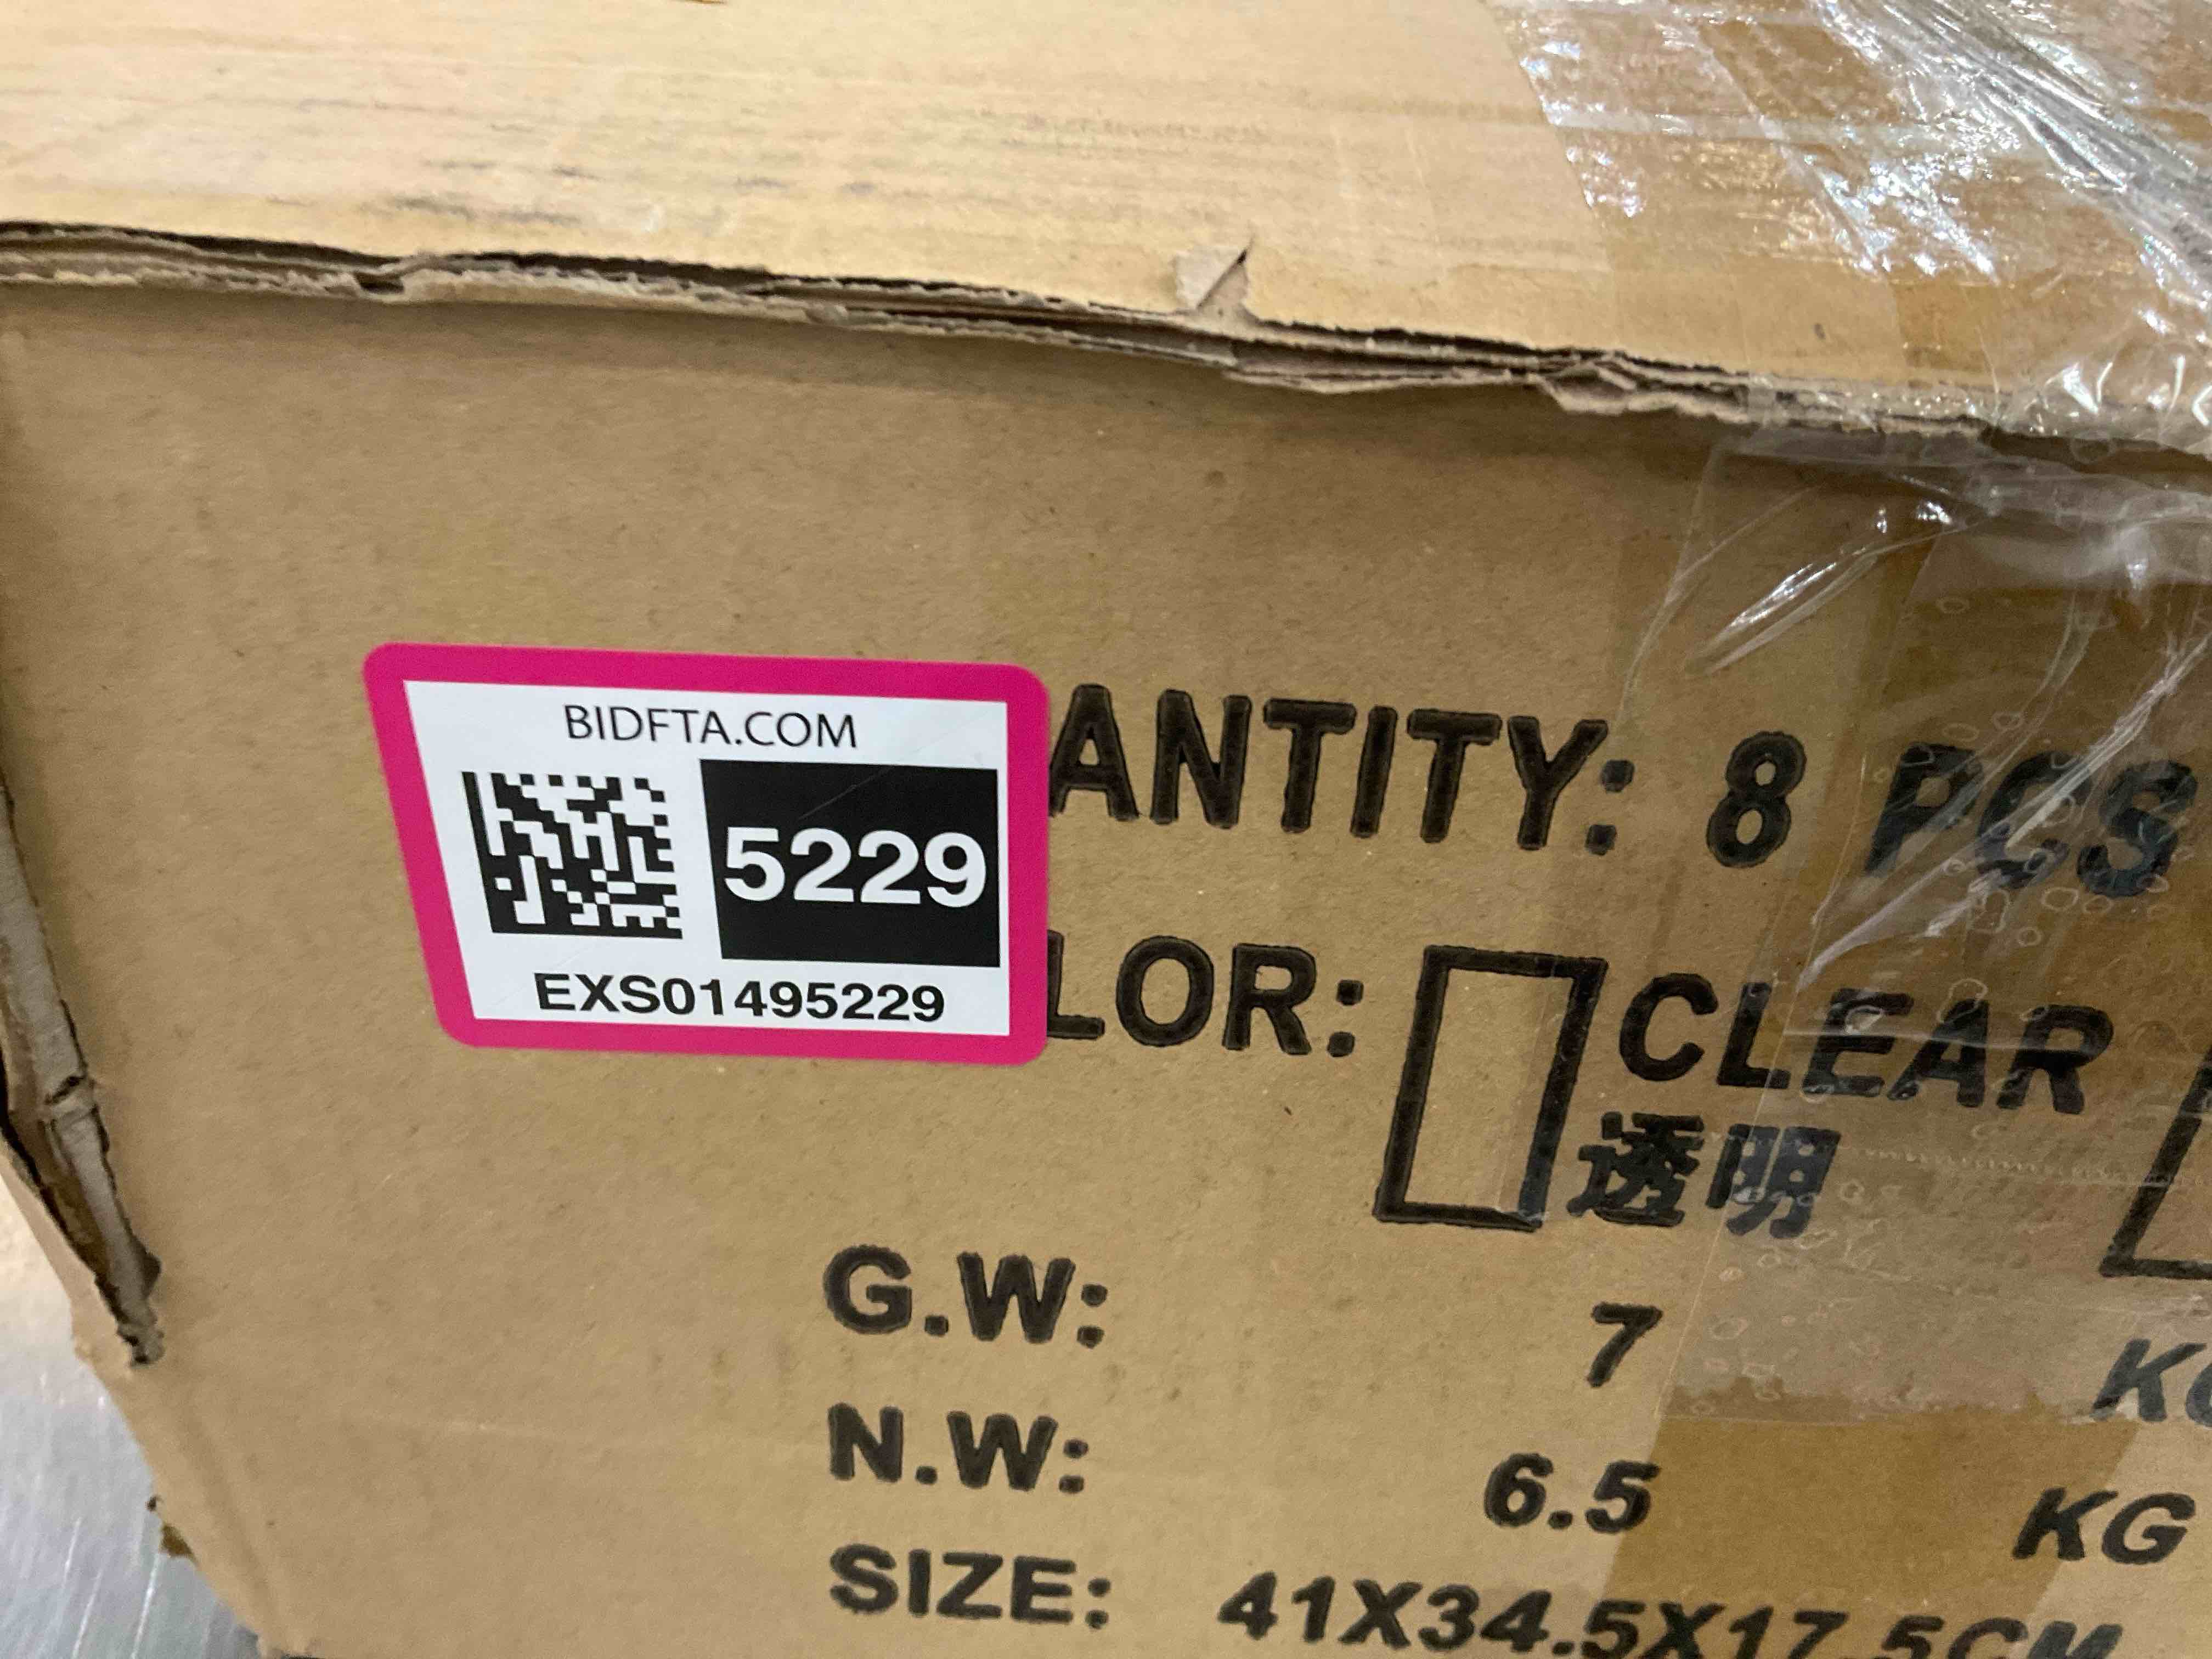 BIDFTA.COM
5229
EXS01495229
ANTITY: 8 PCS
LOR: CLEAR
透明
G.W: 7 KG
N.W: 6.5 KG
SIZE: 41X34.5X17.5CM